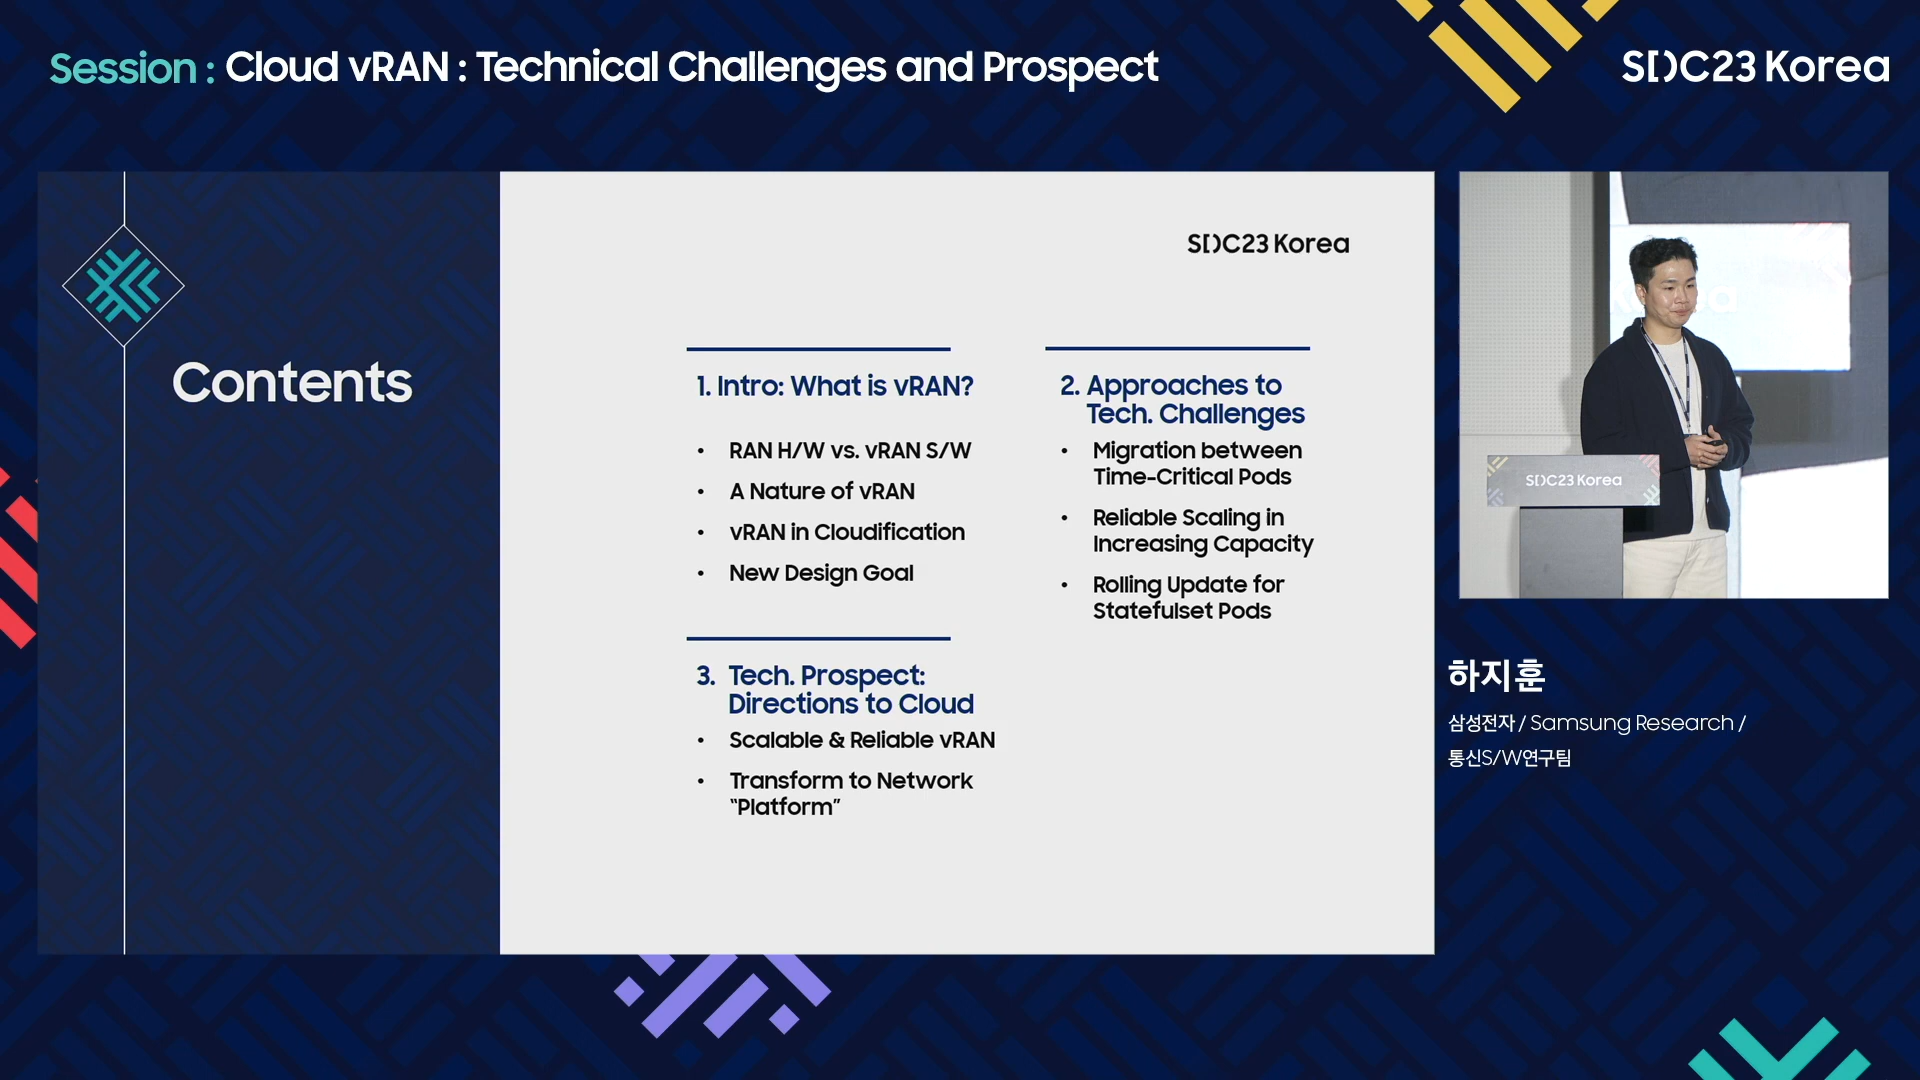 Session : Cloud vRAN : Technical Challenges and Prospect
SDC23 Korea
Contents
SDC23 Korea
1. Intro: What is vRAN?
• RAN H/W vs. vRAN S/W
• A Nature of vRAN
• vRAN in Cloudification
• New Design Goal
2. Approaches to
Tech. Challenges
• Migration between
Time-Critical Pods
• Reliable Scaling in
Increasing Capacity
• Rolling Update for
Statefulset Pods
3. Tech. Prospect:
Directions to Cloud
• Scalable & Reliable vRAN
• Transform to Network
“Platform”
SDC23 Korea
하지훈
삼성전자 / Samsung Research /
통신S/W연구팀